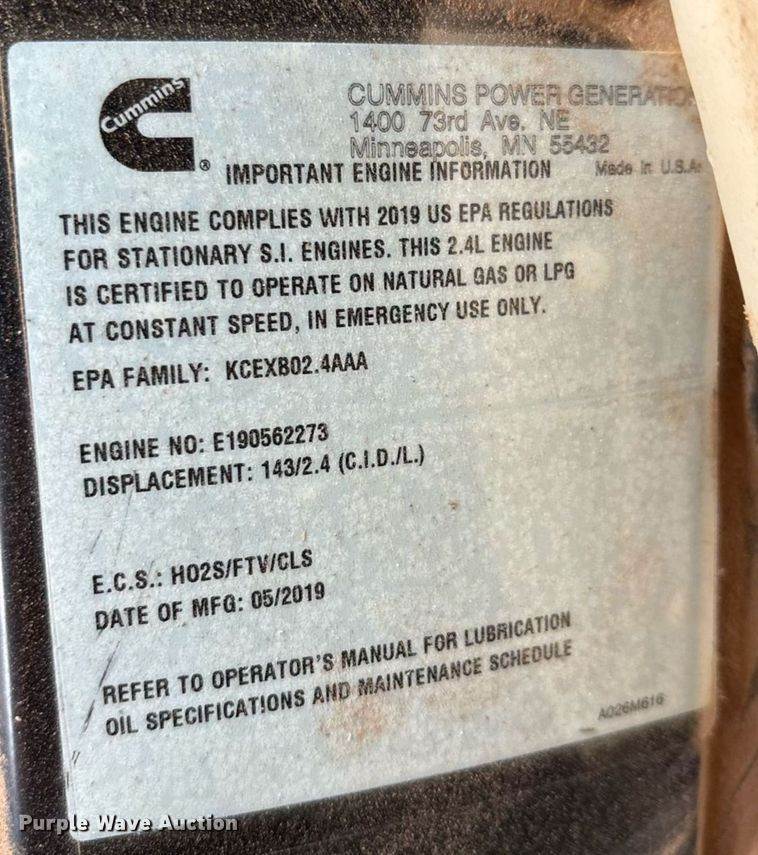 Cummins
®
CUMMINS POWER GENERATION
1400 73rd Ave. NE
Minneapolis, MN 55432
IMPORTANT ENGINE INFORMATION
Made in U.S.A.
THIS ENGINE COMPLIES WITH 2019 US EPA REGULATIONS
FOR STATIONARY S.I. ENGINES. THIS 2.4L ENGINE
IS CERTIFIED TO OPERATE ON NATURAL GAS OR LPG
AT CONSTANT SPEED, IN EMERGENCY USE ONLY.
EPA FAMILY: KCEXB02.4AAA
ENGINE NO: E190562273
DISPLACEMENT: 143/2.4 (C.I.D./L.)
E.C.S.: HO2S/FTV/CLS
DATE OF MFG: 05/2019
REFER TO OPERATOR'S MANUAL FOR LUBRICATION
OIL SPECIFICATIONS AND MAINTENANCE SCHEDULE
A026M616
Purple Wave Auction